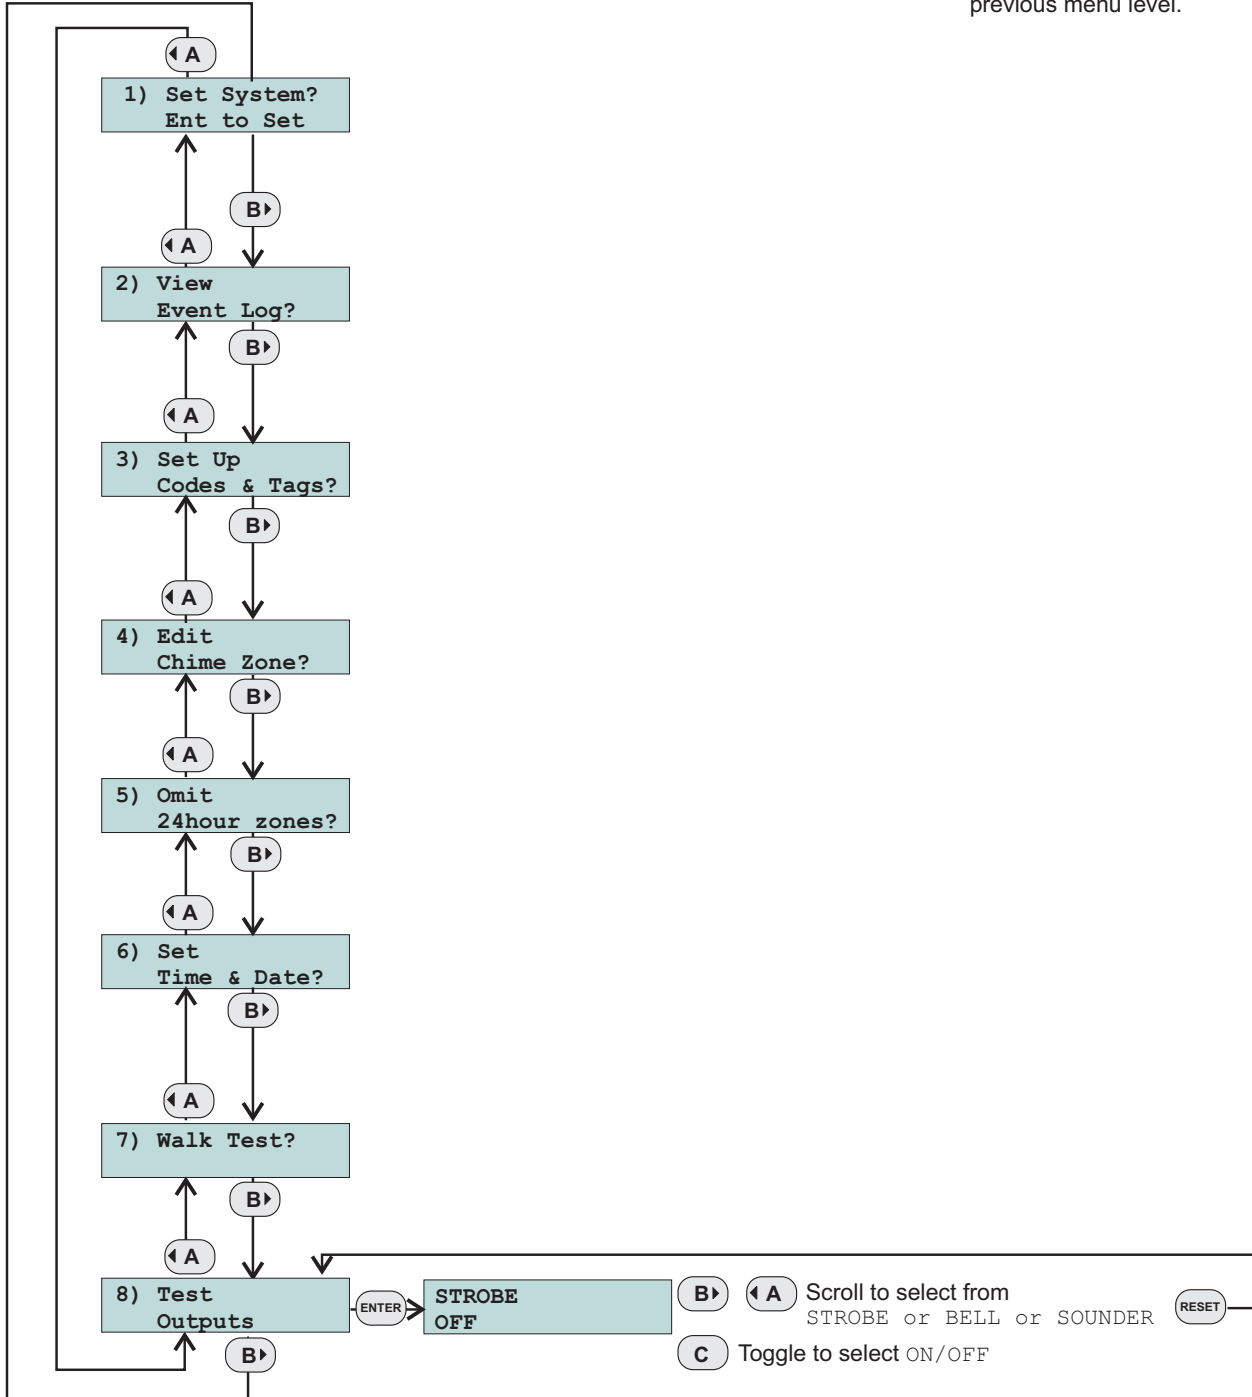 previous menu level.
A
1) Set System?
Ent to Set
B
A
2) View
Event Log?
B
A
3) Set Up
Codes & Tags?
B
A
4) Edit
Chime Zone?
B
A
5) Omit
24hour zones?
B
A
6) Set
Time & Date?
B
A
7) Walk Test?
B
A
8) Test
Outputs
ENTER
STROBE
OFF
B A Scroll to select from
STROBE or BELL or SOUNDER
RESET
C Toggle to select ON/OFF
B